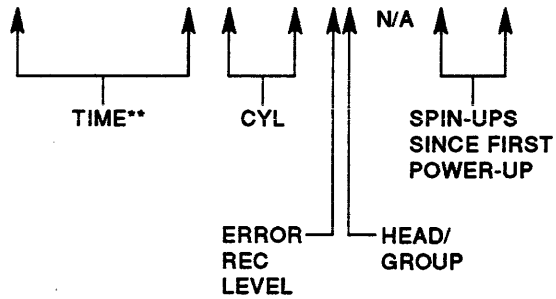 N/A
TIME**
CYL
SPIN-UPS
SINCE FIRST
POWER-UP
ERROR
REC
LEVEL
HEAD/
GROUP